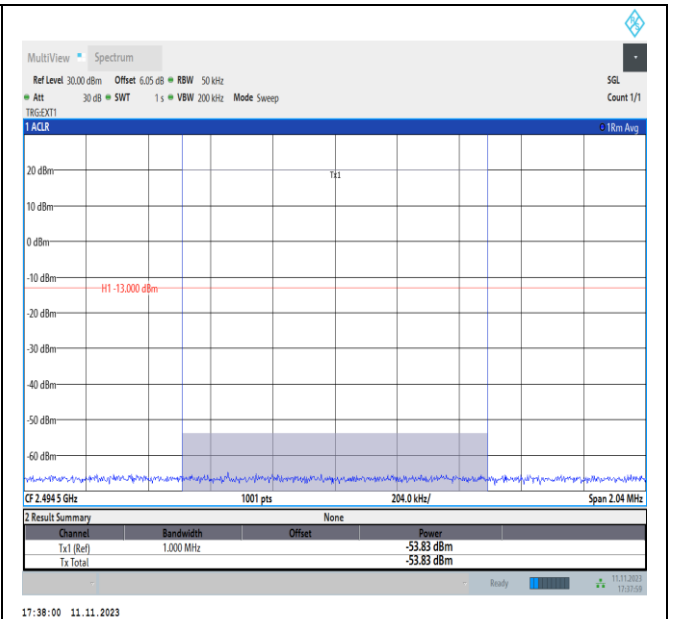 R S
MultiView Spectrum
Ref Level 30.00 dBm Offset 6.05 dB RBW 50 kHz SGL
Att 30 dB SWT 1 s VBW 200 kHz Mode Sweep Count 1/1
TRG:EXT1
1 ACLR 1Rm Avg
20 dBm
Tx1
10 dBm
0 dBm
-10 dBm
H1 -13.000 dBm
-20 dBm
-30 dBm
-40 dBm
-50 dBm
-60 dBm
CF 2.494 5 GHz 1001 pts 204.0 kHz/ Span 2.04 MHz
2 Result Summary None
Channel Bandwidth Offset Power
Tx1 (Ref) 1.000 MHz -53.83 dBm
Tx Total -53.83 dBm
Ready 11.11.2023
17:37:59
17:38:00 11.11.2023